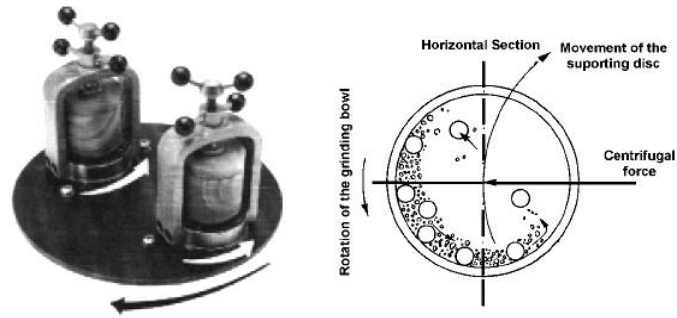 Horizontal Section
Movement of the
suporting disc
Rotation of the grinding bowl
Centrifugal
force